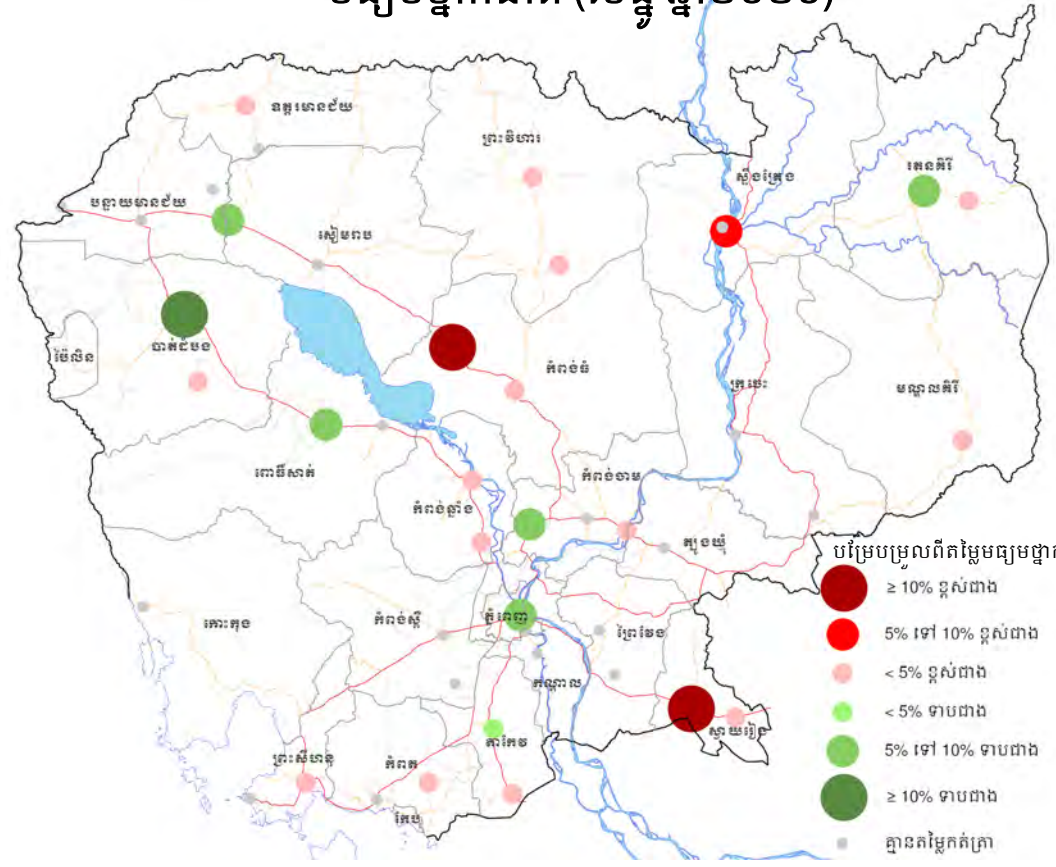 ឧត្តរមានជ័យ
ព្រះវិហារ
ស្ទឹងត្រែង
រតនគិរី
បន្ទាយមានជ័យ
សៀមរាប
ប៉ៃលិន
បាត់ដំបង
កំពង់ធំ
ក្រចេះ
មណ្ឌលគិរី
ពោធិ៍សាត់
កំពង់ចាម
កំពង់ឆ្នាំង
ត្បូងឃ្មុំ
កោះកុង
កំពង់ស្ពឺ
ភ្នំពេញ
ព្រៃវែង
កណ្តាល
ស្វាយរៀង
តាកែវ
ព្រះសីហនុ
កំពត
កែប
បម្រែបម្រួលពីតម្លៃមធ្យមថ្នាក់
≥ 10% ខ្ពស់ជាង
5% ទៅ 10% ខ្ពស់ជាង
< 5% ខ្ពស់ជាង
< 5% ទាបជាង
5% ទៅ 10% ទាបជាង
≥ 10% ទាបជាង
គ្មានតម្លៃកត់ត្រា